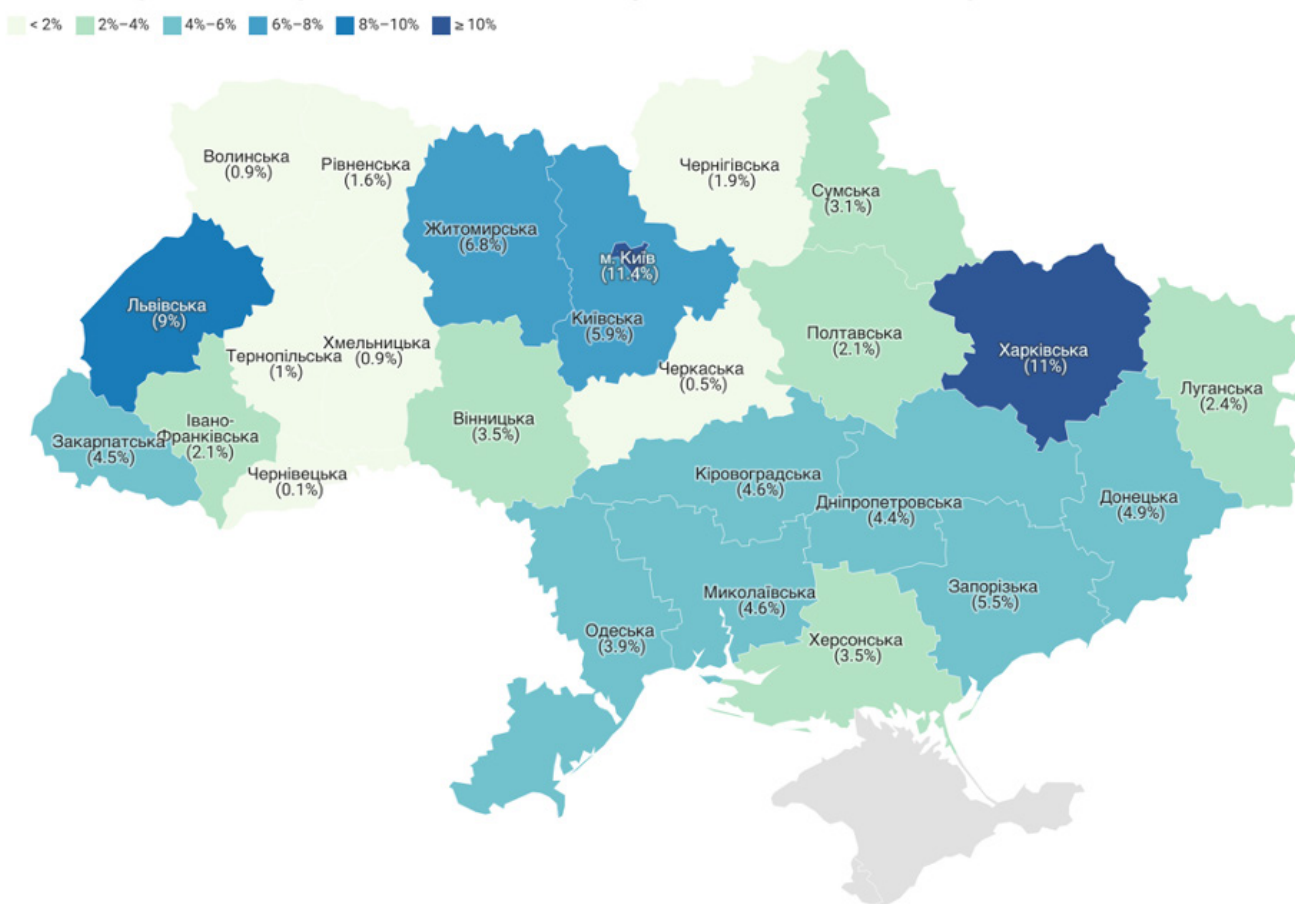 < 2% 2%–4% 4%–6% 6%–8% 8%–10% ≥ 10%
Волинська
(0.9%)
Рівненська
(1.6%)
Чернігівська
(1.9%)
Сумська
(3.1%)
Житомирська
(6.8%)
м. Київ
(11.4%)
Львівська
(9%)
Київська
(5.9%)
Полтавська
(2.1%)
Харківська
(11%)
Тернопільська
(1%)
Хмельницька
(0.9%)
Черкаська
(0.5%)
Луганська
(2.4%)
Закарпатська
(4.5%)
Івано-
Франківська
(2.1%)
Вінницька
(3.5%)
Чернівецька
(0.1%)
Кіровоградська
(4.6%)
Дніпропетровська
(4.4%)
Донецька
(4.9%)
Миколаївська
(4.6%)
Запорізька
(5.5%)
Одеська
(3.9%)
Херсонська
(3.5%)